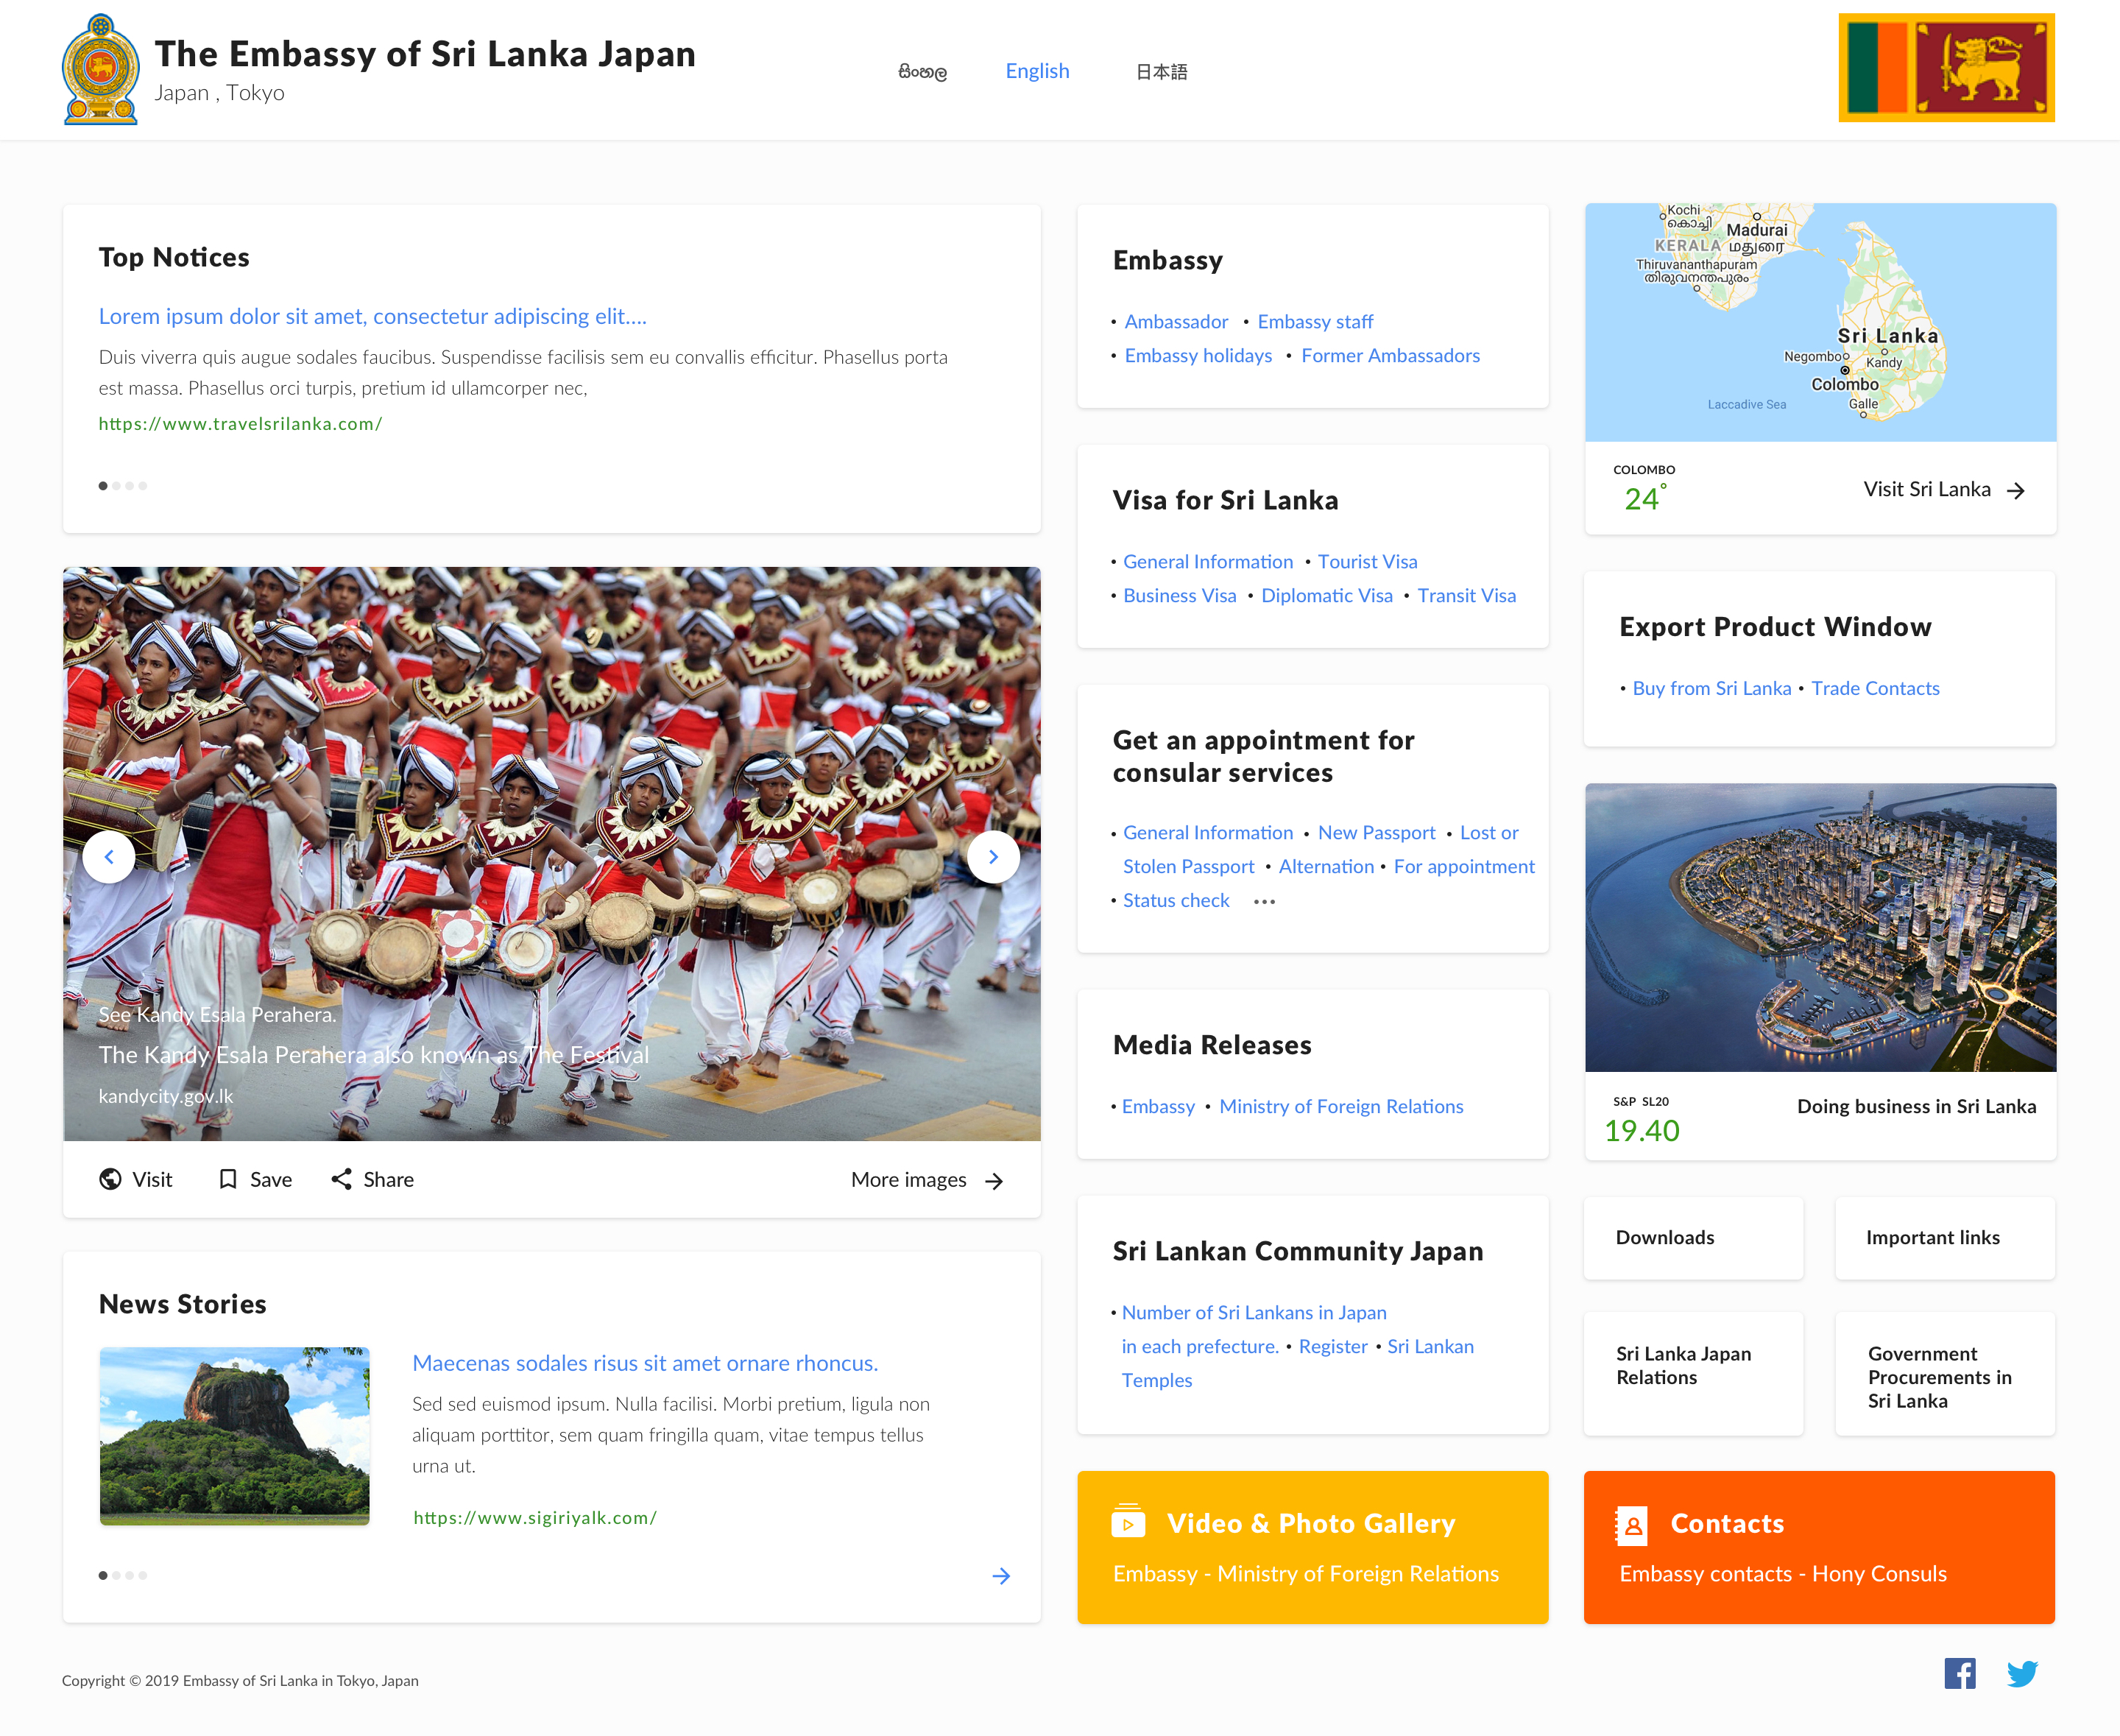 The Embassy of Sri Lanka Japan
Japan , Tokyo
සිංහල
English
日本語
Top Notices
Lorem ipsum dolor sit amet, consectetur adipiscing elit....
Duis viverra quis augue sodales faucibus. Suspendisse facilisis sem eu convallis efficitur. Phasellus porta
est massa. Phasellus orci turpis, pretium id ullamcorper nec,
https://www.travelsrilanka.com/
See Kandy Esala Perahera.
The Kandy Esala Perahera also known as The Festival
kandycity.gov.lk
Visit
Save
Share
More images
News Stories
Maecenas sodales risus sit amet ornare rhoncus.
Sed sed euismod ipsum. Nulla facilisi. Morbi pretium, ligula non
aliquam porttitor, sem quam fringilla quam, vitae tempus tellus
urna ut.
https://www.sigiriyalk.com/
Embassy
• Ambassador • Embassy staff
• Embassy holidays • Former Ambassadors
Visa for Sri Lanka
• General Information • Tourist Visa
• Business Visa • Diplomatic Visa • Transit Visa
Get an appointment for
consular services
• General Information • New Passport • Lost or
Stolen Passport • Alternation • For appointment
• Status check •••
Media Releases
• Embassy • Ministry of Foreign Relations
Sri Lankan Community Japan
• Number of Sri Lankans in Japan
in each prefecture. • Register • Sri Lankan
Temples
Video & Photo Gallery
Embassy - Ministry of Foreign Relations
Kochi
കൊച്ചി
Madurai
KERALA
மதுரை
Thiruvananthapuram
തിരുവനന്തപുരം
Sri Lanka
Negombo
Kandy
Colombo
Laccadive Sea
Galle
COLOMBO
24°
Visit Sri Lanka
Export Product Window
• Buy from Sri Lanka • Trade Contacts
S&P SL20
19.40
Doing business in Sri Lanka
Downloads
Important links
Sri Lanka Japan
Relations
Government
Procurements in
Sri Lanka
Contacts
Embassy contacts - Hony Consuls
Copyright © 2019 Embassy of Sri Lanka in Tokyo, Japan